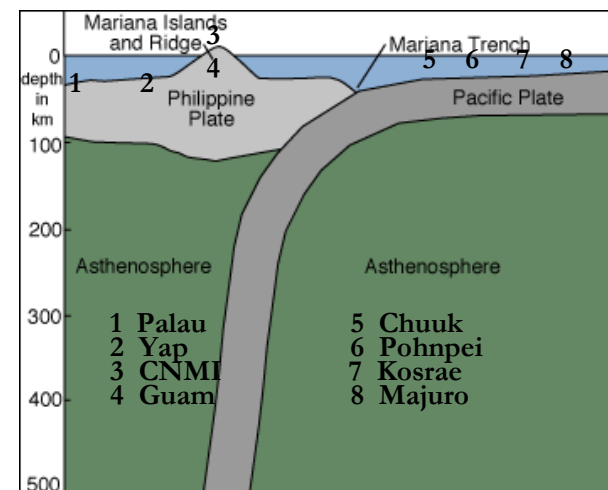 Mariana Islands
and Ridge
3
Mariana Trench
0
depth
in
km
1
2
4
5
6
7
8
Philippine
Plate
Pacific Plate
100
200
Asthenosphere
Asthenosphere
300
1 Palau
2 Yap
3 CNMI
4 Guam
5 Chuuk
6 Pohnpei
7 Kosrae
8 Majuro
400
500